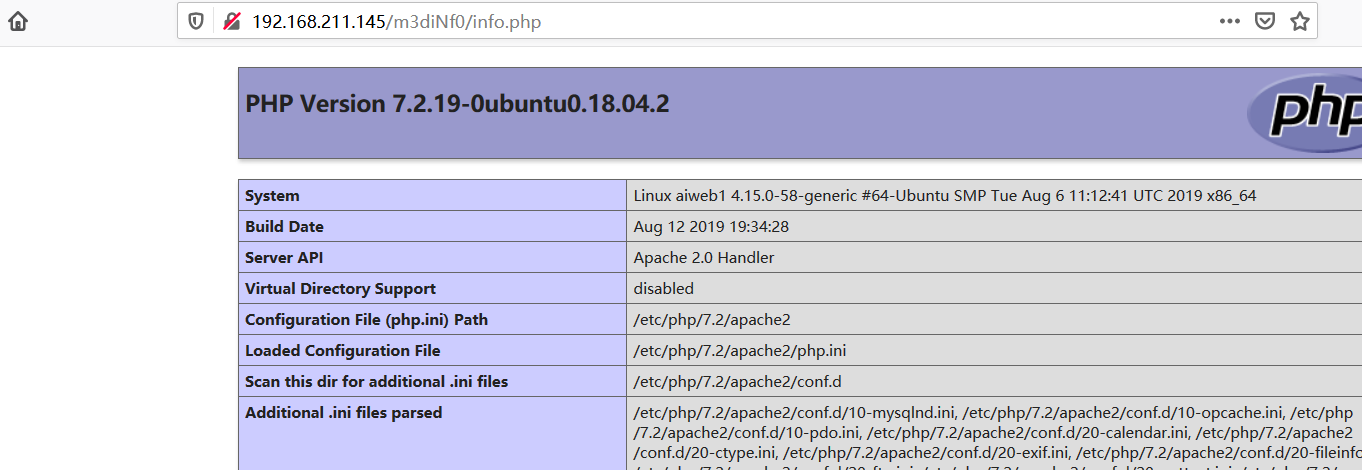 192.168.211.145/m3diNf0/info.php
PHP Version 7.2.19-0ubuntu0.18.04.2
php
System Linux aiweb1 4.15.0-58-generic #64-Ubuntu SMP Tue Aug 6 11:12:41 UTC 2019 x86_64
Build Date Aug 12 2019 19:34:28
Server API Apache 2.0 Handler
Virtual Directory Support disabled
Configuration File (php.ini) Path /etc/php/7.2/apache2
Loaded Configuration File /etc/php/7.2/apache2/php.ini
Scan this dir for additional .ini files /etc/php/7.2/apache2/conf.d
Additional .ini files parsed /etc/php/7.2/apache2/conf.d/10-mysqlnd.ini, /etc/php/7.2/apache2/conf.d/10-opcache.ini, /etc/php
/7.2/apache2/conf.d/10-pdo.ini, /etc/php/7.2/apache2/conf.d/20-calendar.ini, /etc/php/7.2/apache2
/conf.d/20-ctype.ini, /etc/php/7.2/apache2/conf.d/20-exif.ini, /etc/php/7.2/apache2/conf.d/20-fileinfo